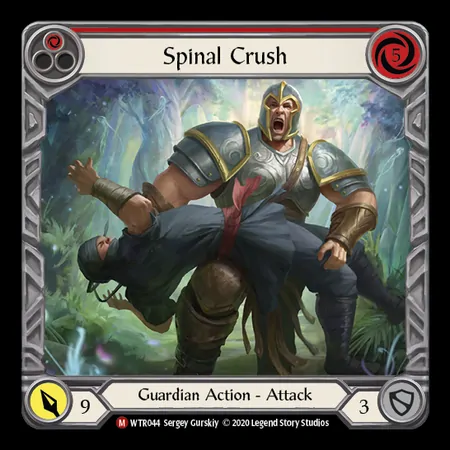 Spinal Crush
5
Guardian Action - Attack
9
3
M WTR044 Sergey Gurskiy © 2020 Legend Story Studios